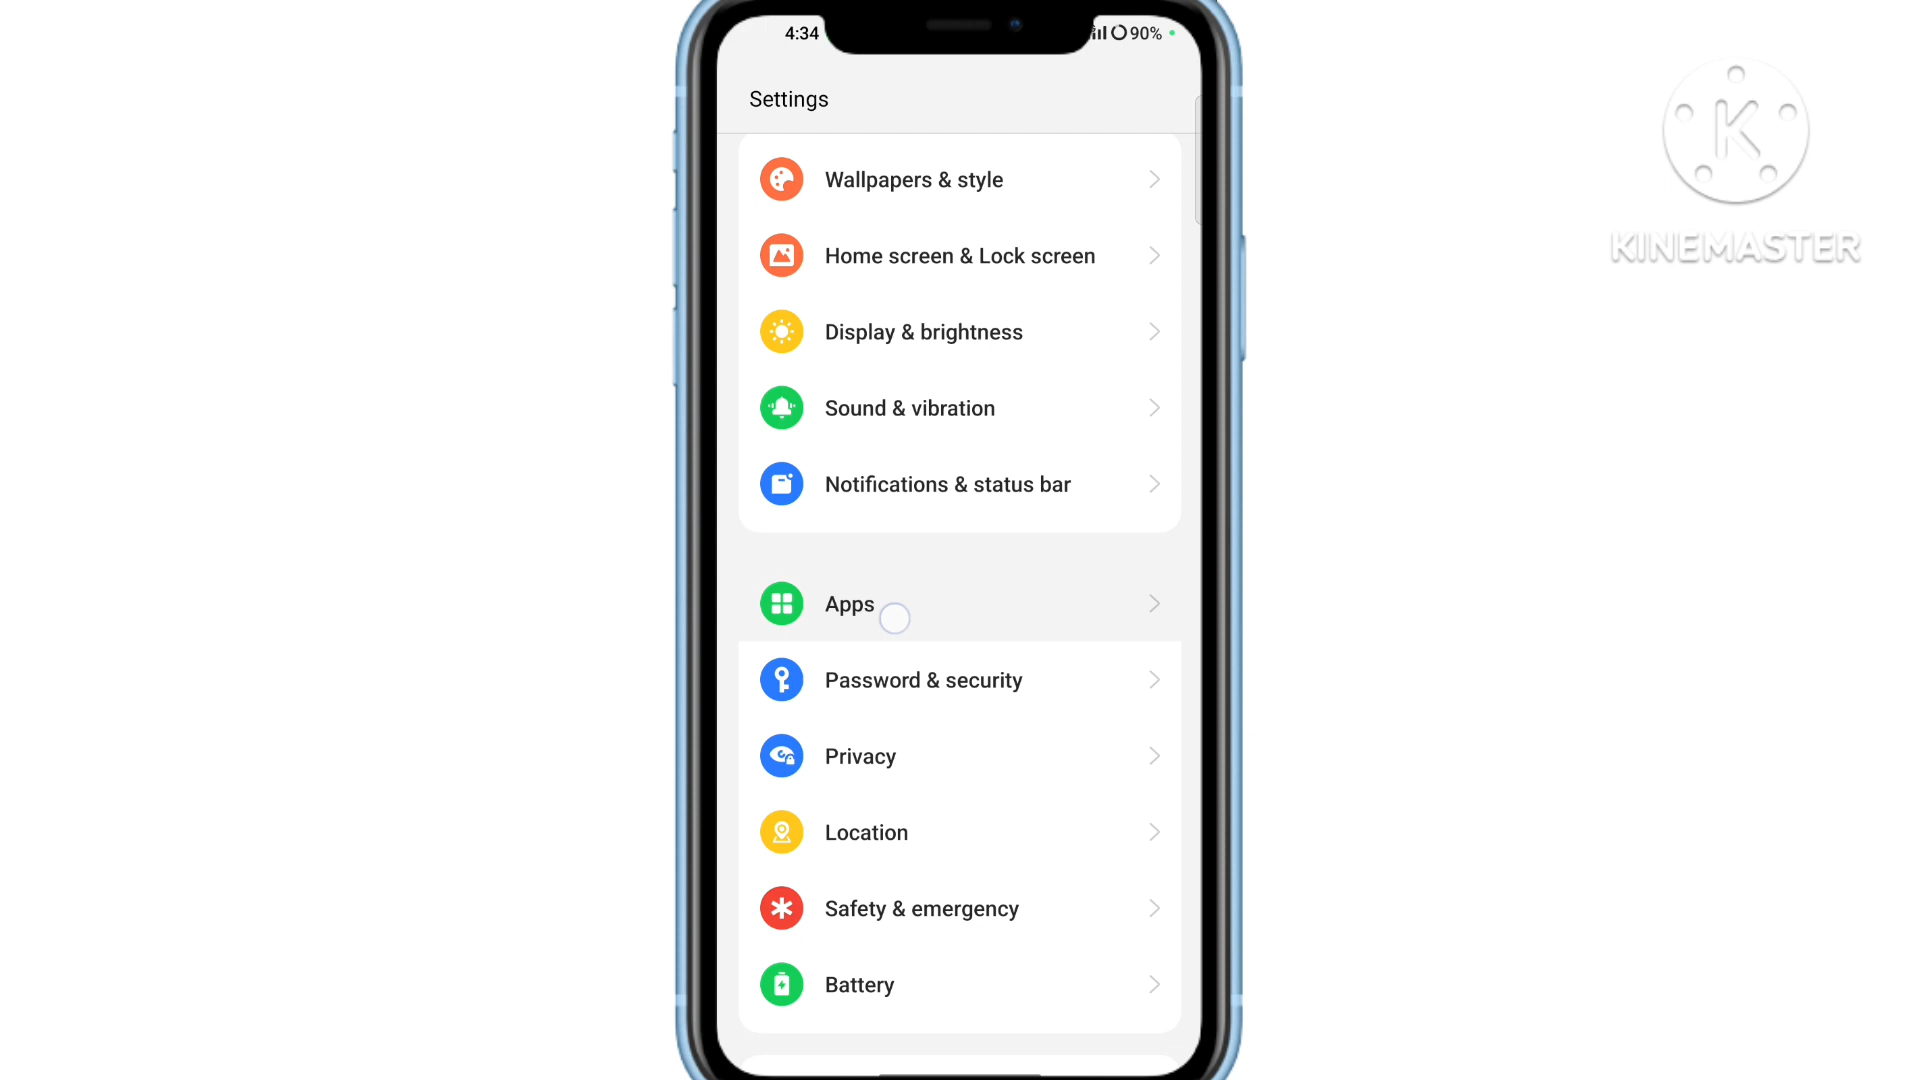 4:34
90%
Settings
Wallpapers & style
Home screen & Lock screen
Display & brightness
Sound & vibration
Notifications & status bar
Apps
Password & security
Privacy
Location
Safety & emergency
Battery
K
KINEMASTER